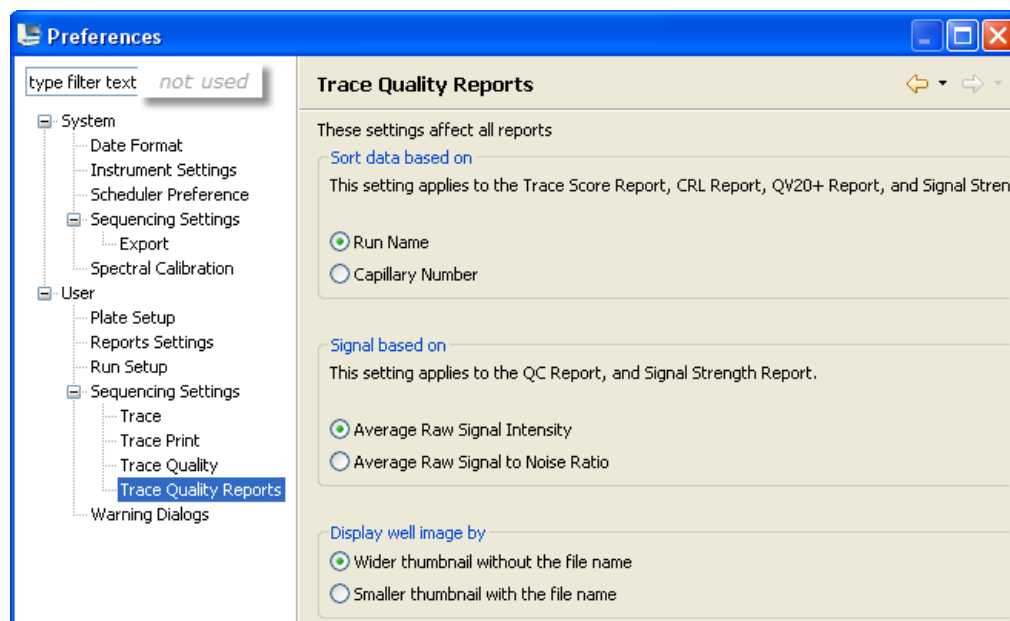 Preferences
type filter text
not used
System
Date Format
Instrument Settings
Scheduler Preference
Sequencing Settings
Export
Spectral Calibration
User
Plate Setup
Reports Settings
Run Setup
Sequencing Settings
Trace
Trace Print
Trace Quality
Trace Quality Reports
Warning Dialogs
Trace Quality Reports
These settings affect all reports
Sort data based on
This setting applies to the Trace Score Report, CRL Report, QV20+ Report, and Signal Stren
Run Name
Capillary Number
Signal based on
This setting applies to the QC Report, and Signal Strength Report.
Average Raw Signal Intensity
Average Raw Signal to Noise Ratio
Display well image by
Wider thumbnail without the file name
Smaller thumbnail with the file name